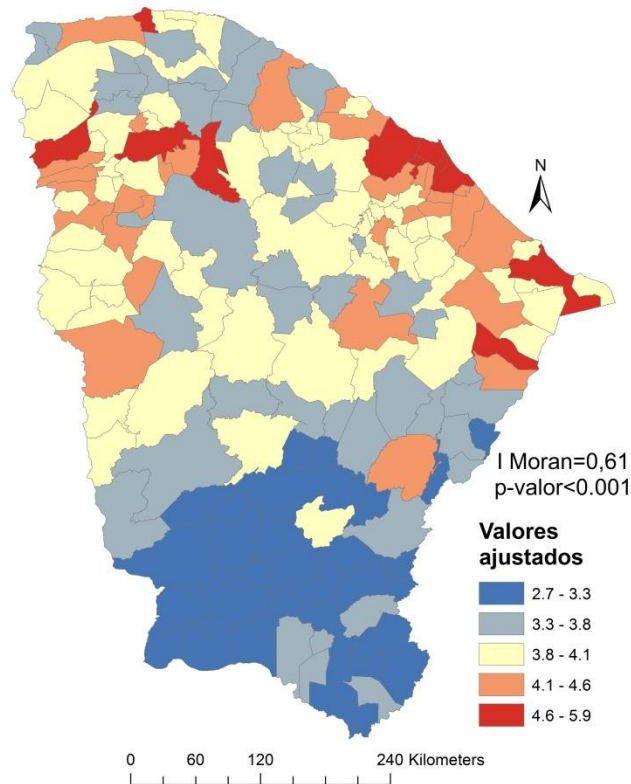 N
I Moran=0,61
p-valor<0.001
Valores
ajustados
2.7 - 3.3
3.3 - 3.8
3.8 - 4.1
4.1 - 4.6
4.6 - 5.9
0 60 120 240 Kilometers